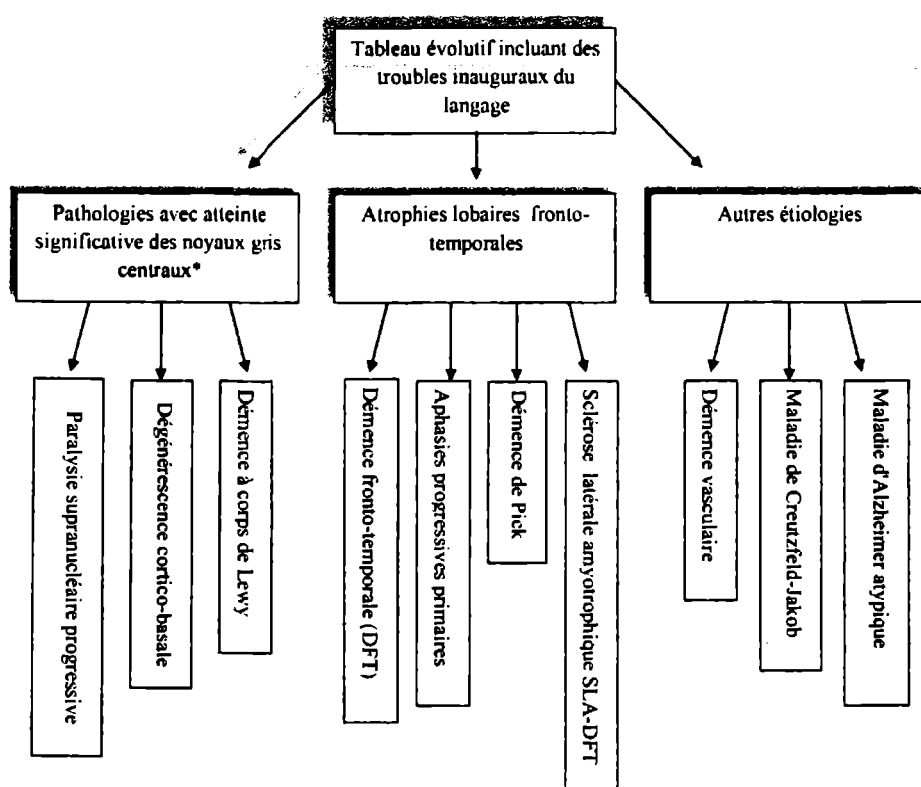 Tableau évolutif incluant des
troubles inauguraux du
langage
Pathologies avec atteinte
significative des noyaux gris
centraux*
Atrophies lobaires fronto-
temporales
Autres étiologies
Paralysie supranucléaire progressive
Dégénérescence cortico-basale
Démence à corps de Lewy
Démence fronto-temporale (DFT)
Aphasies progressives primaires
Démence de Pick
Sclérose latérale amyotrophique SLA-DFT
Démence vasculaire
Maladie de Creutzfeld-Jakob
Maladie d'Alzheimer atypique